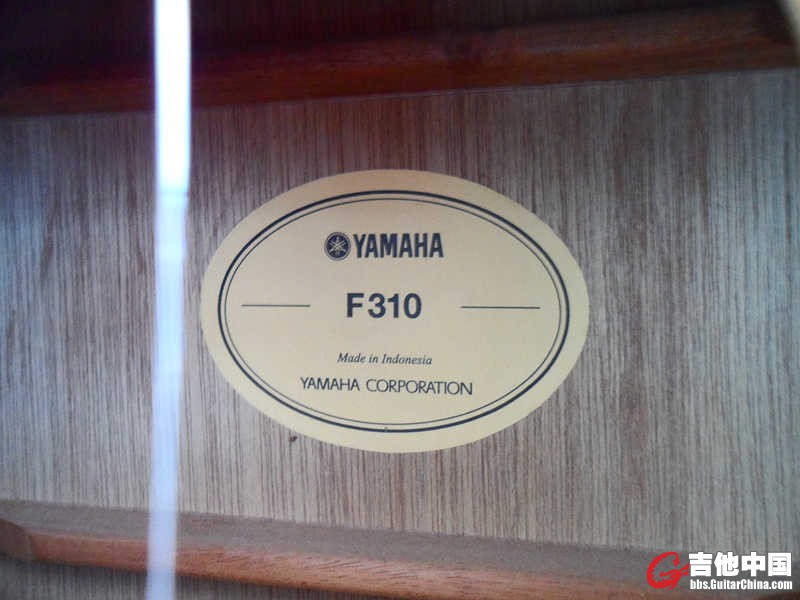 YAMAHA
F310
Made in Indonesia
YAMAHA CORPORATION
吉他中国
bbs.GuitarChina.com